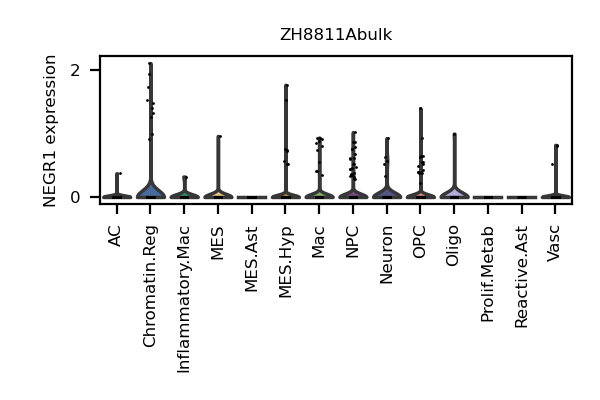 ZH8811Abulk
NEGR1 expression
2
0
AC
Chromatin.Reg
Inflammatory.Mac
MES
MES.Ast
MES.Hyp
Mac
NPC
Neuron
OPC
Oligo
Prolif.Metab
Reactive.Ast
Vasc